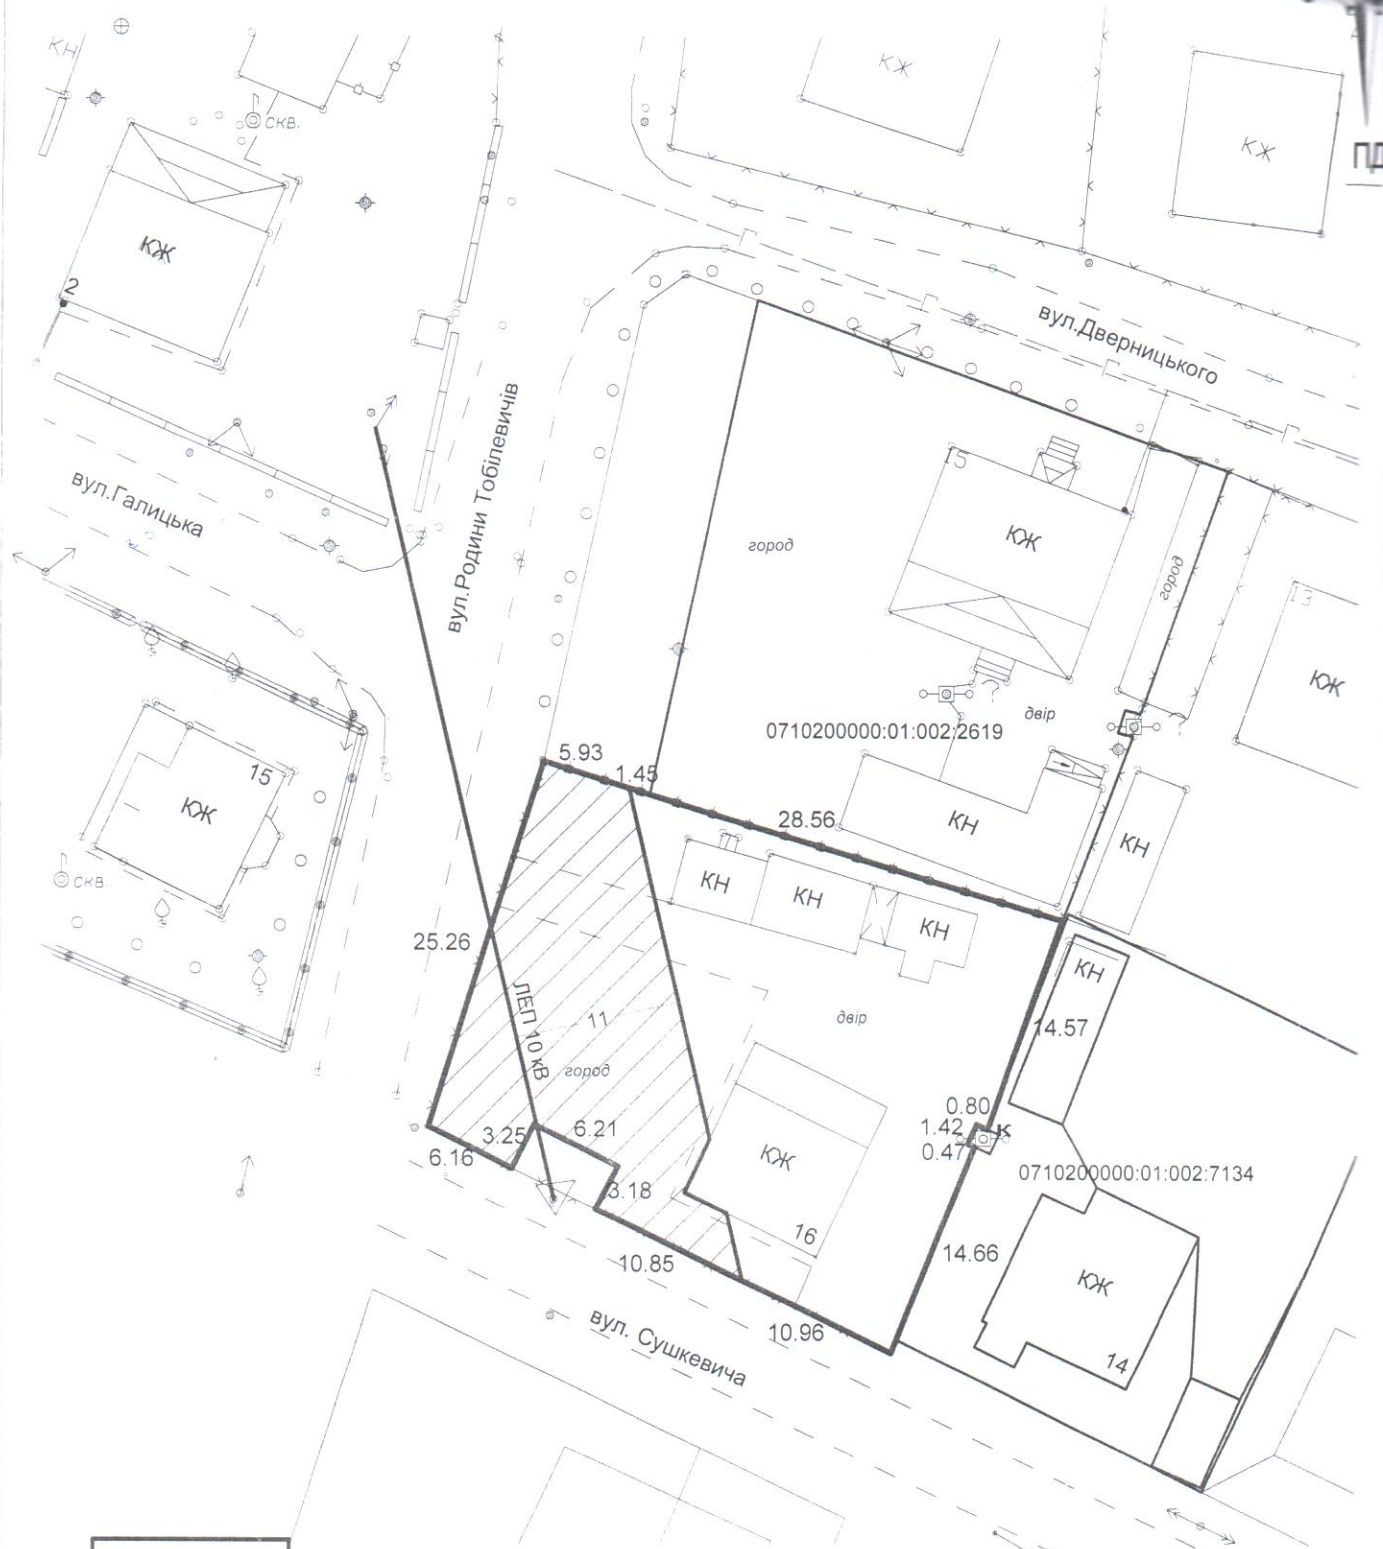 КН
КЖ
КЖ
ПД
СКВ.
КЖ
2
вул.Дверницького
вул.Родини Тобілевичів
вул.Галицька
15
КЖ
город
город
13
КЖ
двір
0710200000:01:002:2619
15
КЖ
СКВ.
5.93
1.45
28.56
КН
КН
КН
КН
КН
КН
25.26
ЛЕП 10 кВ
11
город
двір
14.57
0.80
1.42
0.47
К
0710200000:01:002:7134
6.16
3.25
6.21
3.18
КЖ
16
14.66
10.85
10.96
КЖ
14
вул. Сушкевича